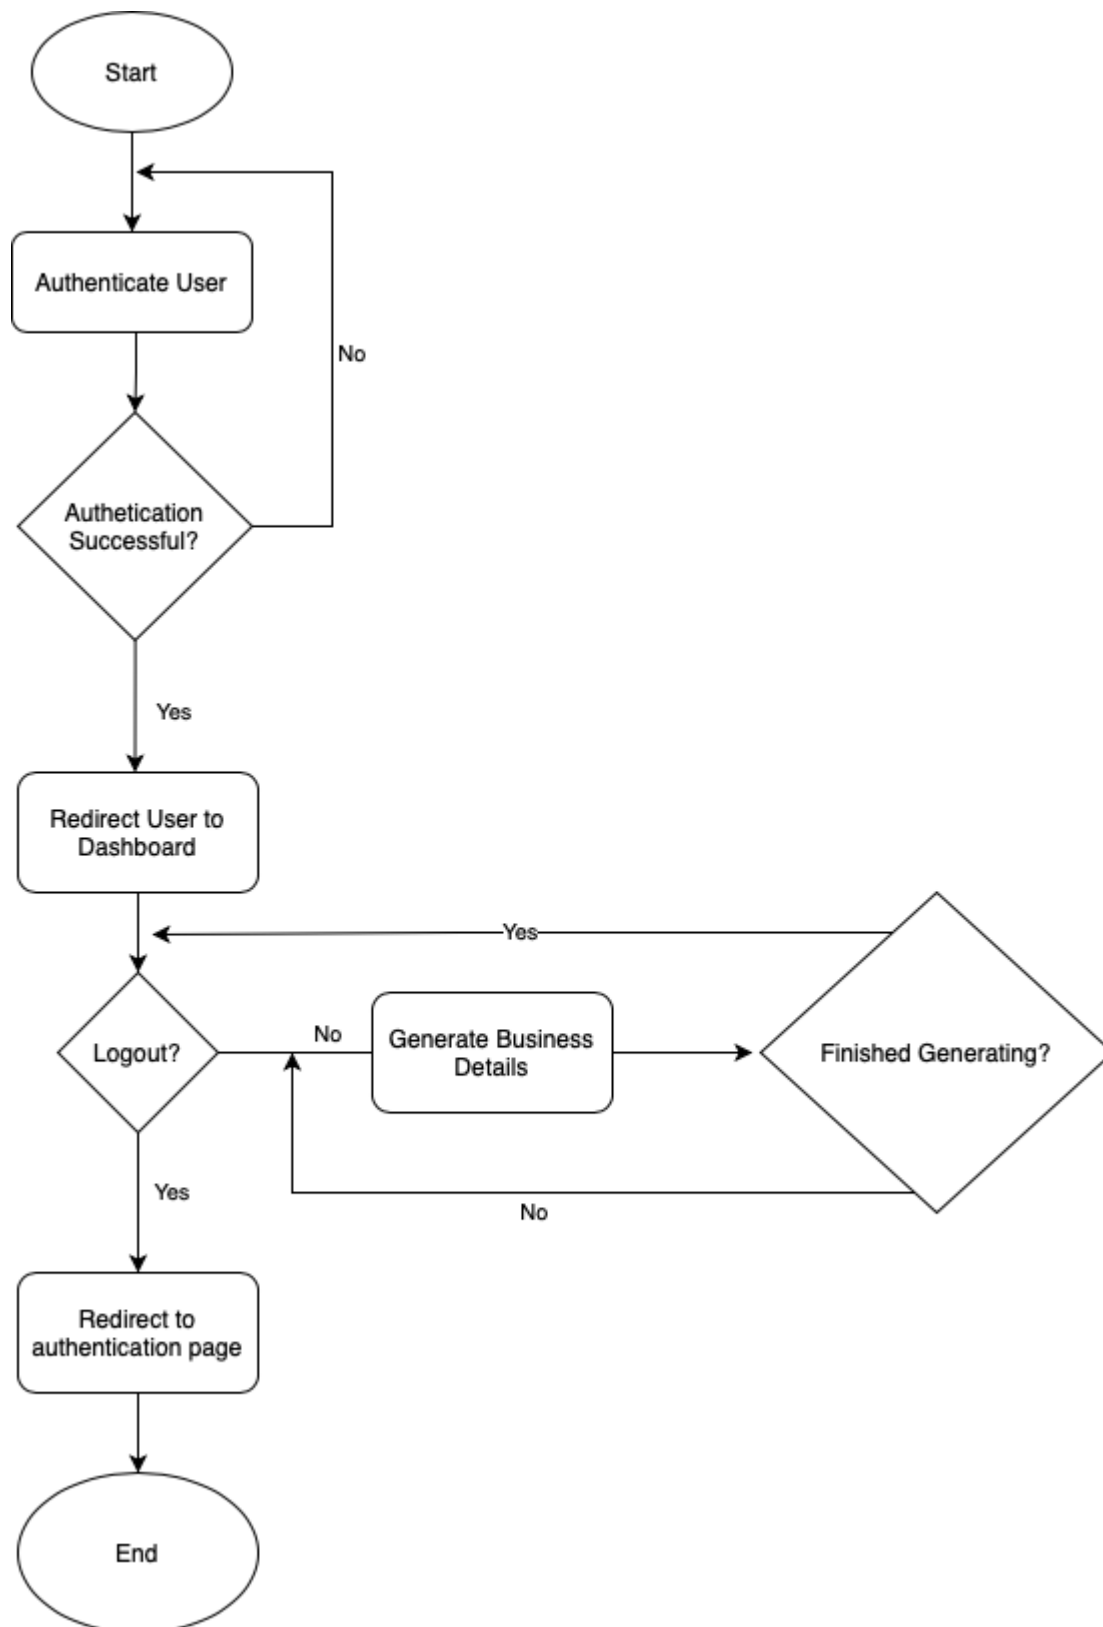 Start
Authenticate User
No
Authetication
Successful?
Yes
Redirect User to
Dashboard
Yes
Logout?
No
Generate Business
Details
Finished Generating?
Yes
No
Redirect to
authentication page
End